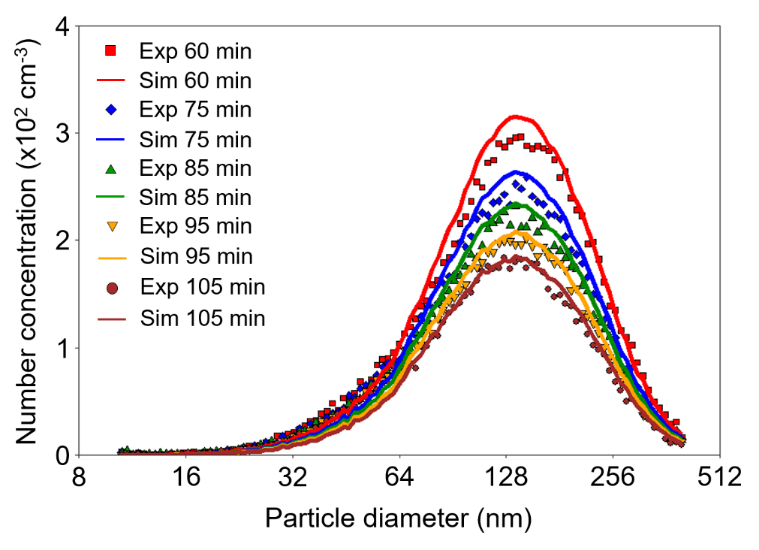 Number concentration (x10² cm⁻³)
4
3
2
1
0
Exp 60 min
Sim 60 min
Exp 75 min
Sim 75 min
Exp 85 min
Sim 85 min
Exp 95 min
Sim 95 min
Exp 105 min
Sim 105 min
8 16 32 64 128 256 512
Particle diameter (nm)